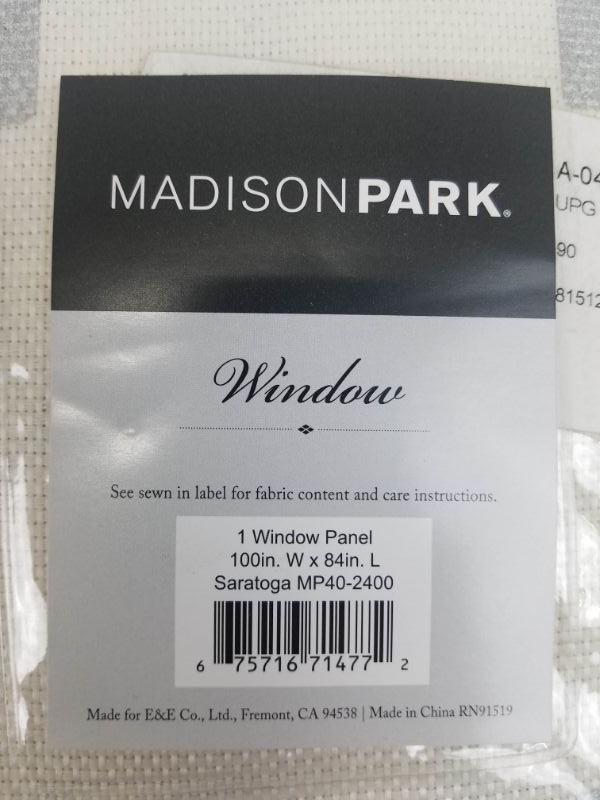 MADISON PARK®
A-04
UPG
90
81512
Window
See sewn in label for fabric content and care instructions.
1 Window Panel
100in. W x 84in. L
Saratoga MP40-2400
6 75716 71477 2
Made for E&E Co., Ltd., Fremont, CA 94538 | Made in China RN91519